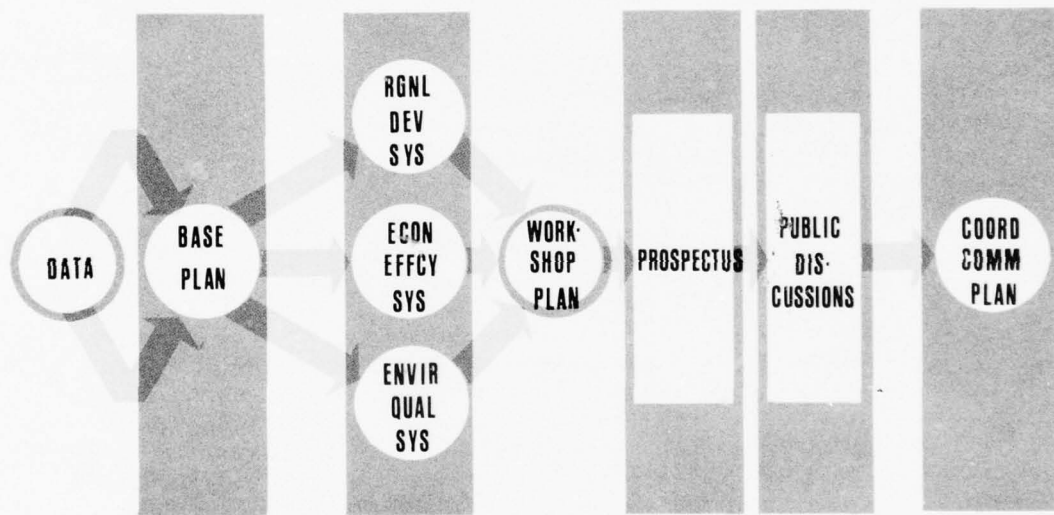 DATA
BASE
PLAN
RGNL
DEV
SYS
ECON
EFFCY
SYS
ENVIR
QUAL
SYS
WORK-
SHOP
PLAN
PROSPECTUS
PUBLIC
DIS-
CUSSIONS
COORD
COMM
PLAN